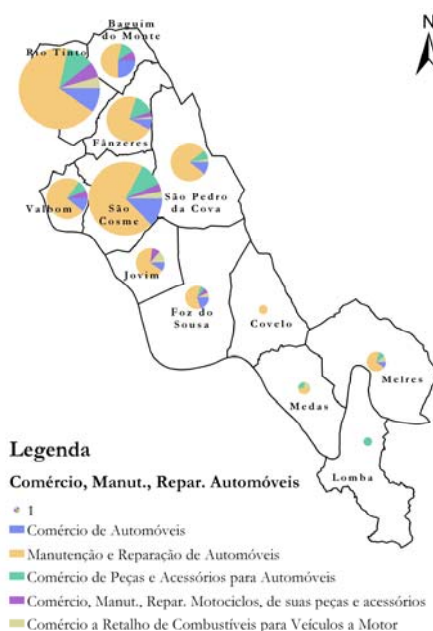 N
Baguim
do Monte
Rio Tinto
Fânzeres
São Pedro
da Cova
Valbom
São
Cosme
Jovim
Foz do
Sousa
Covelo
Melres
Medas
Lomba
Legenda
Comércio, Manut., Repar. Automóveis
1
Comércio de Automóveis
Manutenção e Reparação de Automóveis
Comércio de Peças e Acessórios para Automóveis
Comércio, Manut., Repar. Motociclos, de suas peças e acessórios
Comércio a Retalho de Combustíveis para Veículos a Motor